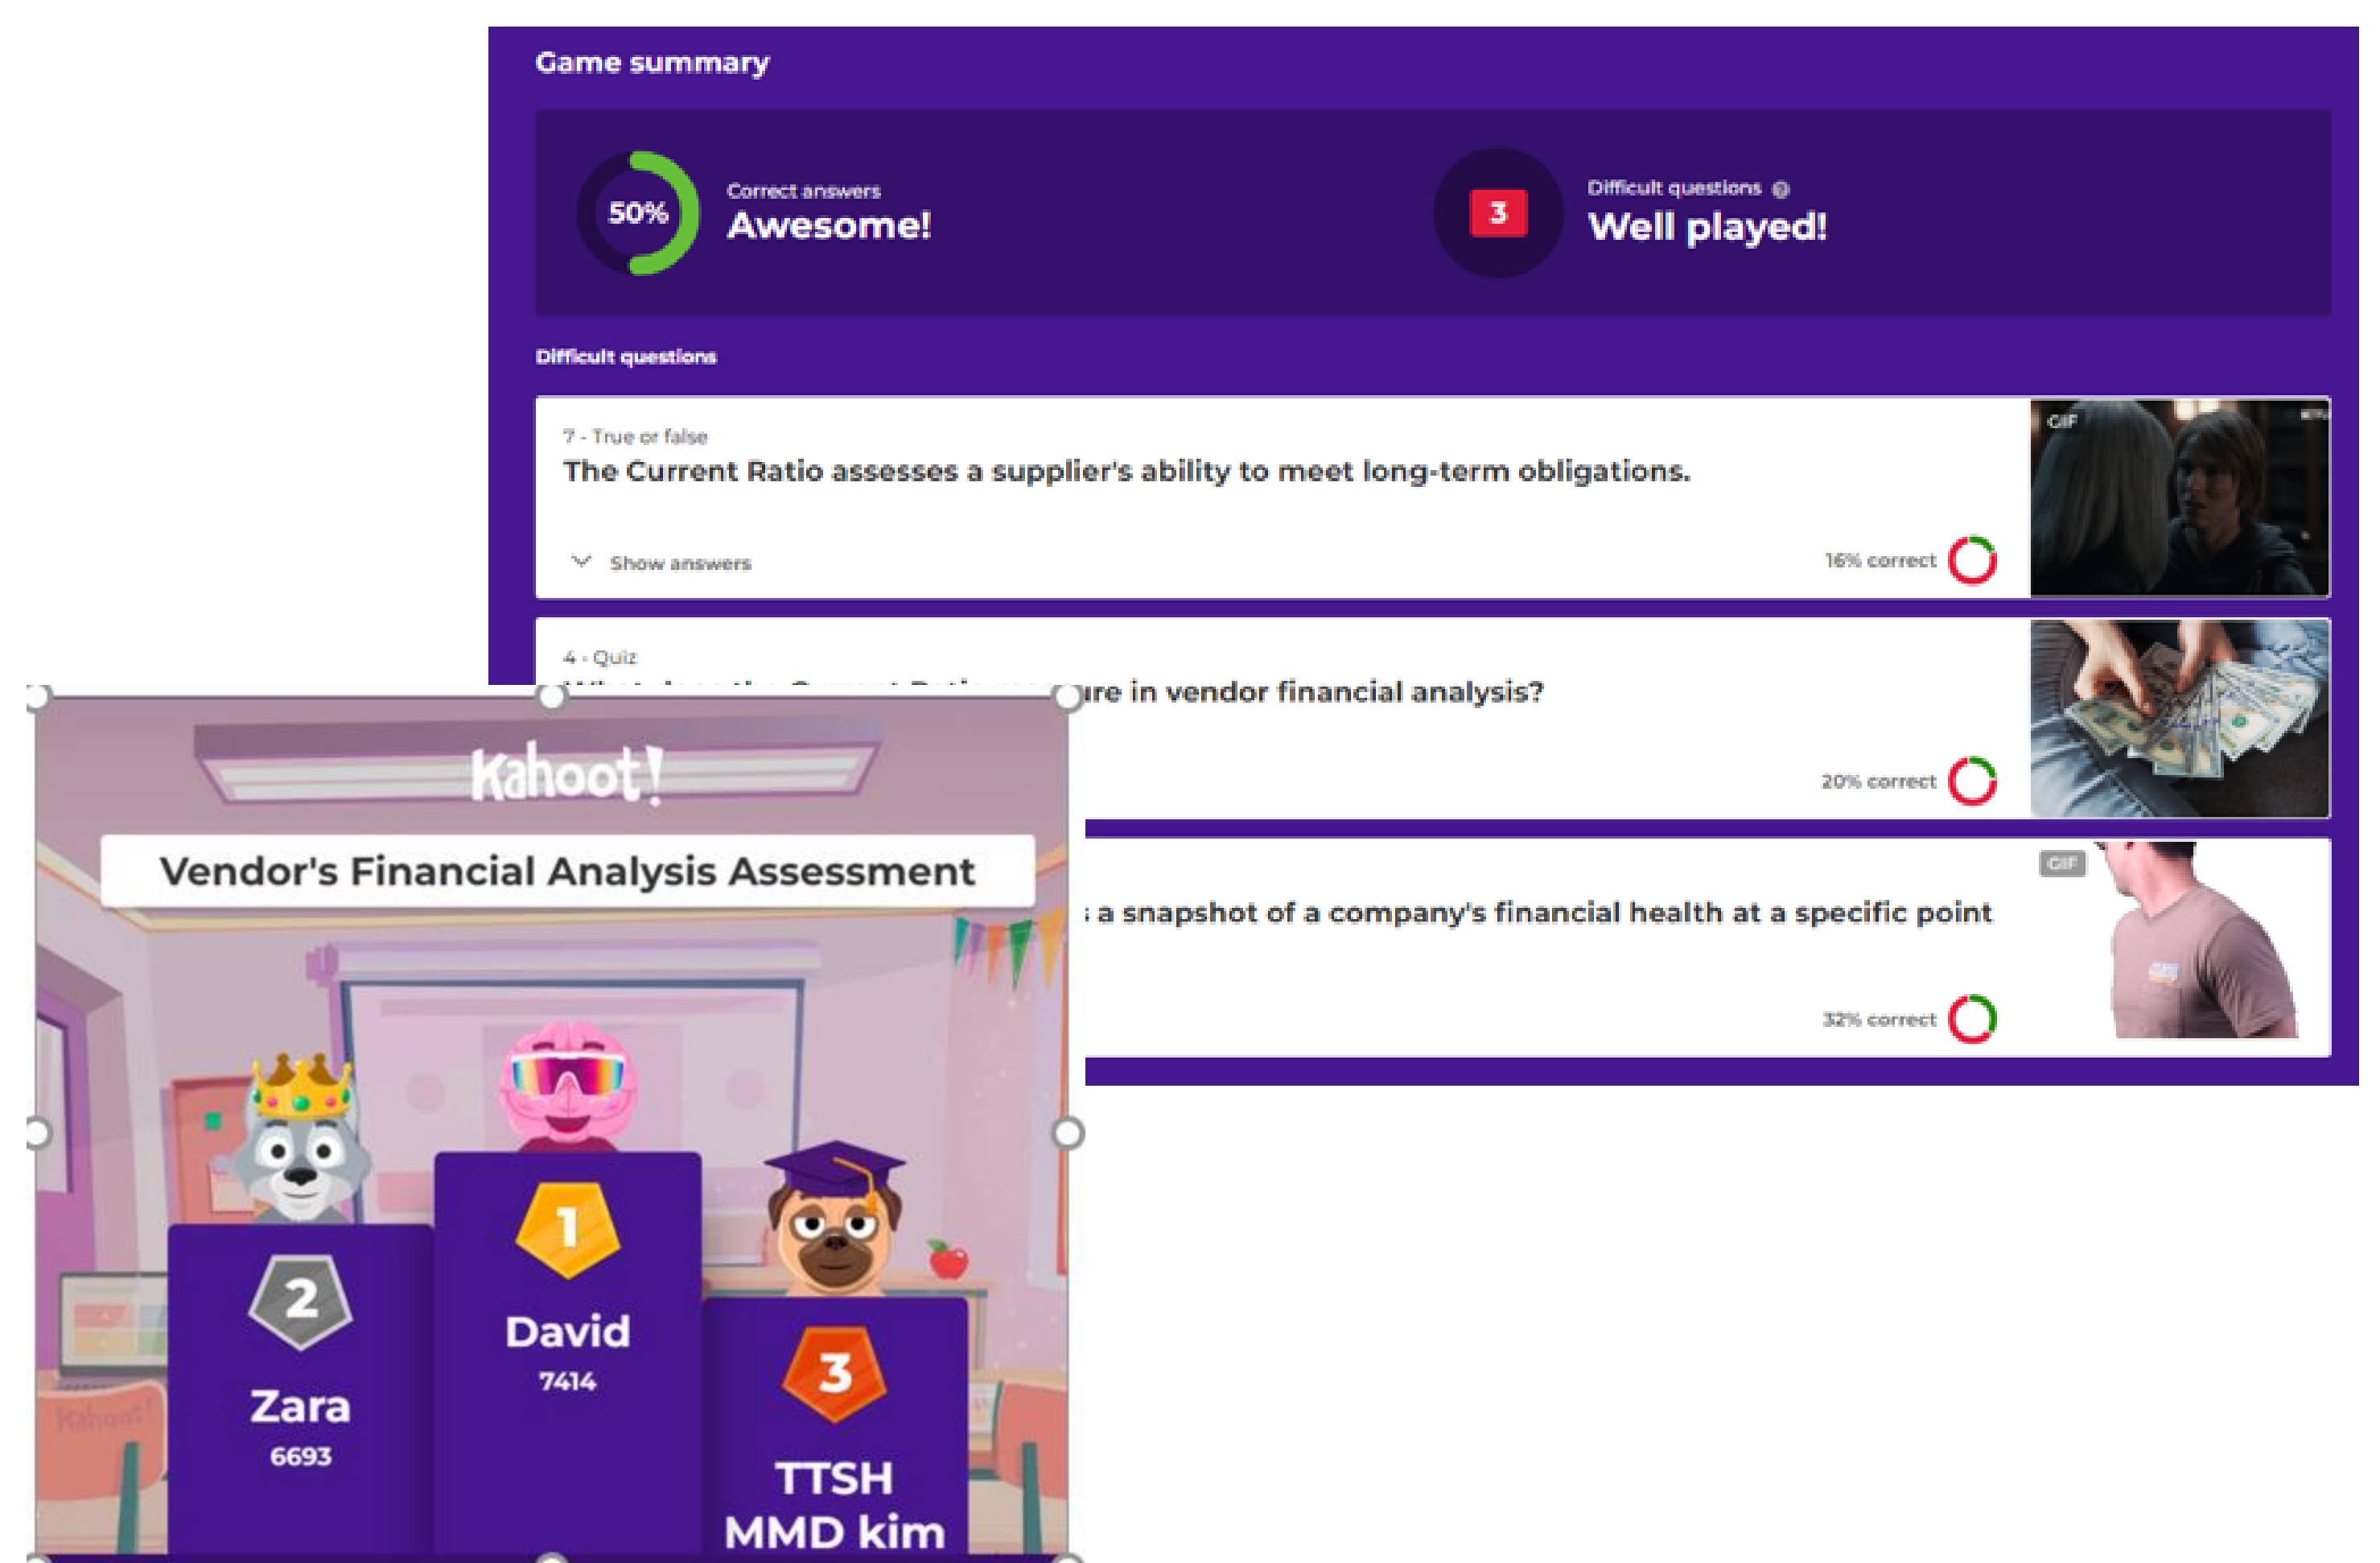 Game summary
50%
Correct answers
Awesome!
3
Difficult questions
Well played!
Difficult questions
7 - True or false
The Current Ratio assesses a supplier's ability to meet long-term obligations.
Show answers
16% correct
GIF
4 - Quiz
ure in vendor financial analysis?
20% correct
a snapshot of a company's financial health at a specific point
32% correct
GIF
Kahoot!
Vendor's Financial Analysis Assessment
1
David
7414
2
Zara
6693
3
TTSH
MMD kim
Kahoot!